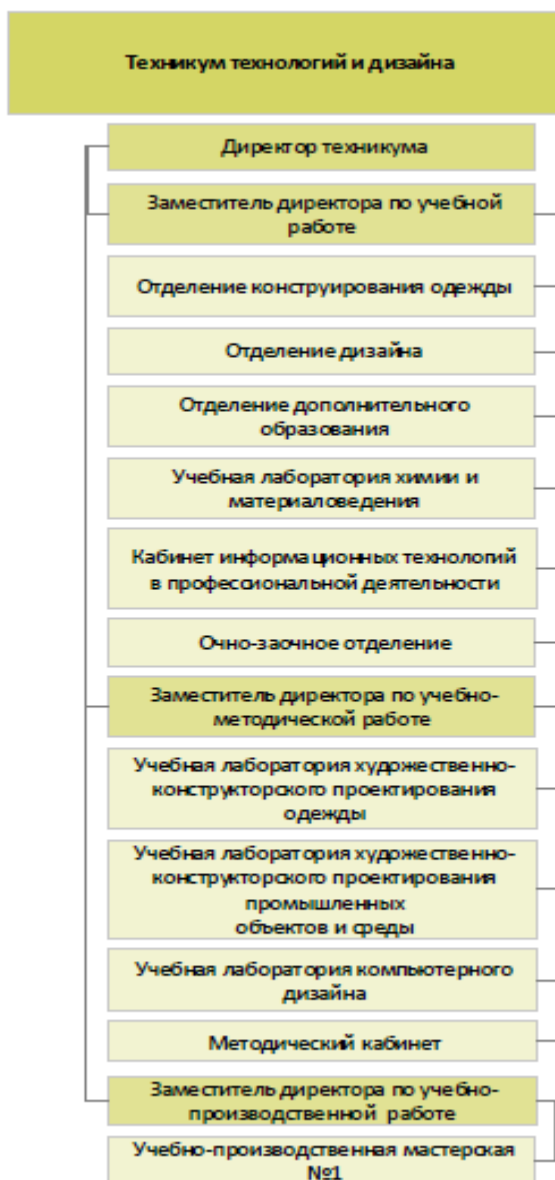 Техникум технологий и дизайна
Директор техникума
Заместитель директора по учебной
работе
Отделение конструирования одежды
Отделение дизайна
Отделение дополнительного
образования
Учебная лаборатория химии и
материаловедения
Кабинет информационных технологий
в профессиональной деятельности
Очно-заочное отделение
Заместитель директора по учебно-
методической работе
Учебная лаборатория художественно-
конструкторского проектирования
одежды
Учебная лаборатория художественно-
конструкторского проектирования
промышленных
объектов и среды
Учебная лаборатория компьютерного
дизайна
Методический кабинет
Заместитель директора по учебно-
производственной работе
Учебно-производственная мастерская
№1